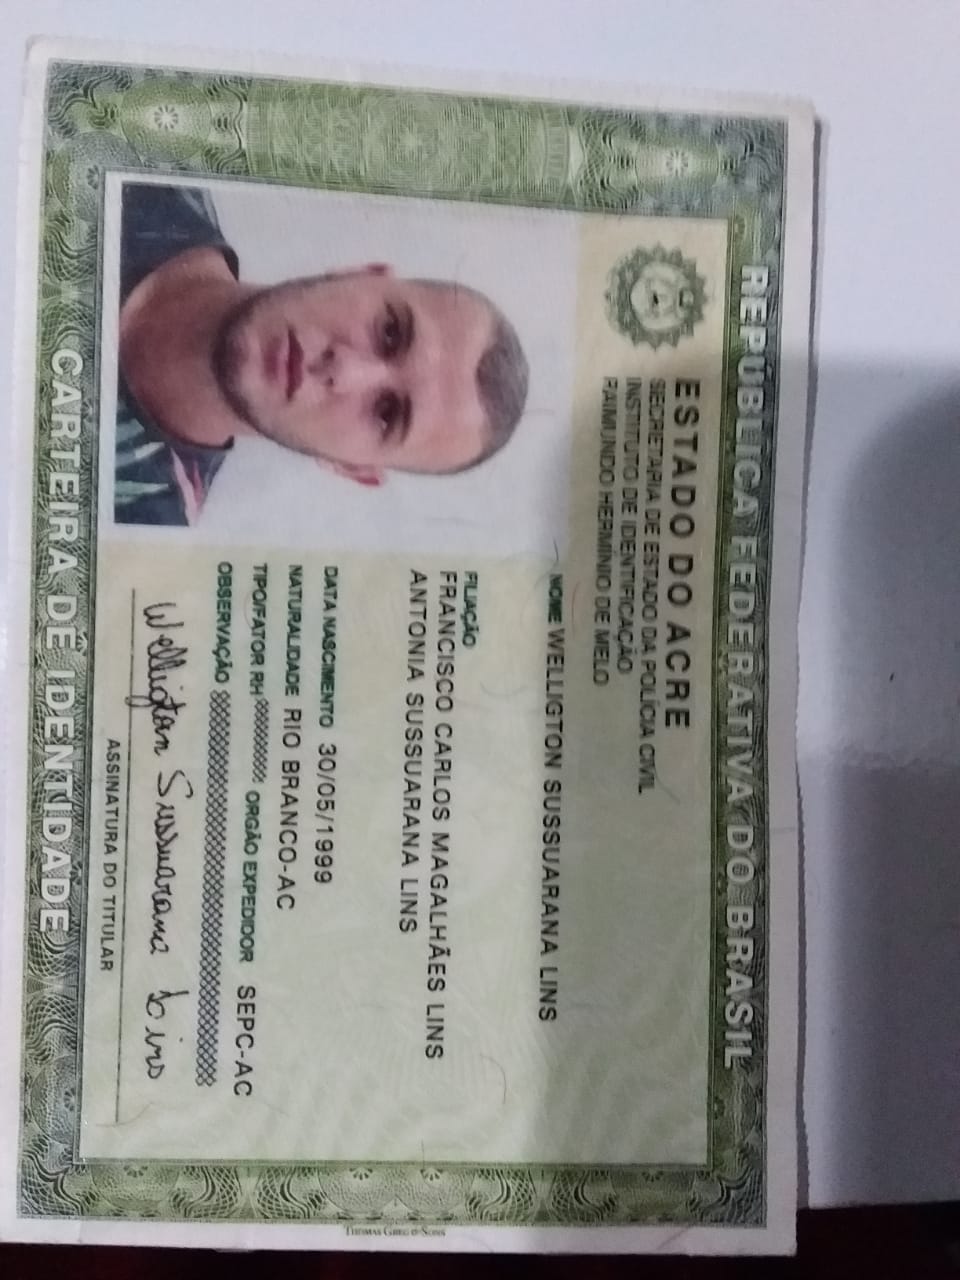 REPÚBLICA FEDERATIVA DO BRASIL
ESTADO DO ACRE
SECRETARIA DE ESTADO DA POLÍCIA CIVIL
INSTITUTO DE IDENTIFICAÇÃO
RAIMUNDO HERMÍNIO DE MELO
NOME WELLIGTON SUSSUARANA LINS
FILIAÇÃO
FRANCISCO CARLOS MAGALHÃES LINS
ANTONIA SUSSUARANA LINS
DATA NASCIMENTO 30/05/1999
NATURALIDADE RIO BRANCO-AC
TIPO/FATOR RH ORGÃO EXPEDIDOR SEPC-AC
OBSERVAÇÃO
Welligton Sussuarana Lins
ASSINATURA DO TITULAR
CARTEIRA DE IDENTIDADE
THOMAS GREG & SONS